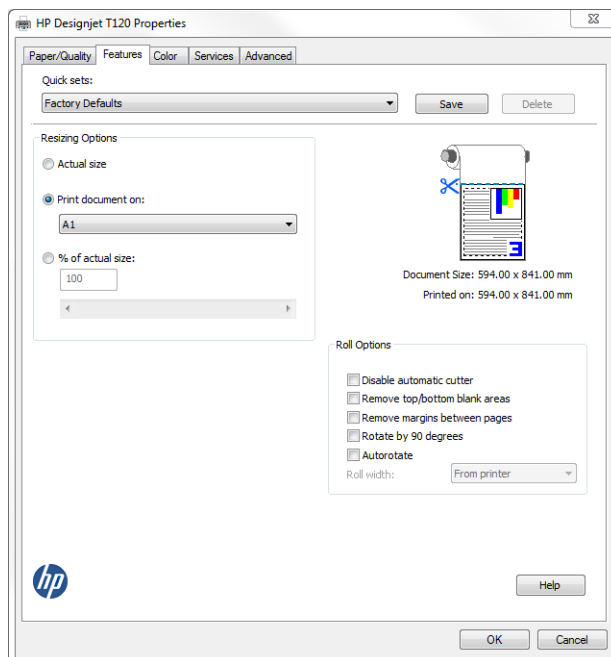 HP Designjet T120 Properties
Paper/Quality Features Color Services Advanced
Quick sets:
Factory Defaults Save Delete
Resizing Options
Actual size
Print document on:
A1
% of actual size:
100
Document Size: 594.00 x 841.00 mm
Printed on: 594.00 x 841.00 mm
Roll Options
Disable automatic cutter
Remove top/bottom blank areas
Remove margins between pages
Rotate by 90 degrees
Autorotate
Roll width: From printer
hp
Help
OK Cancel